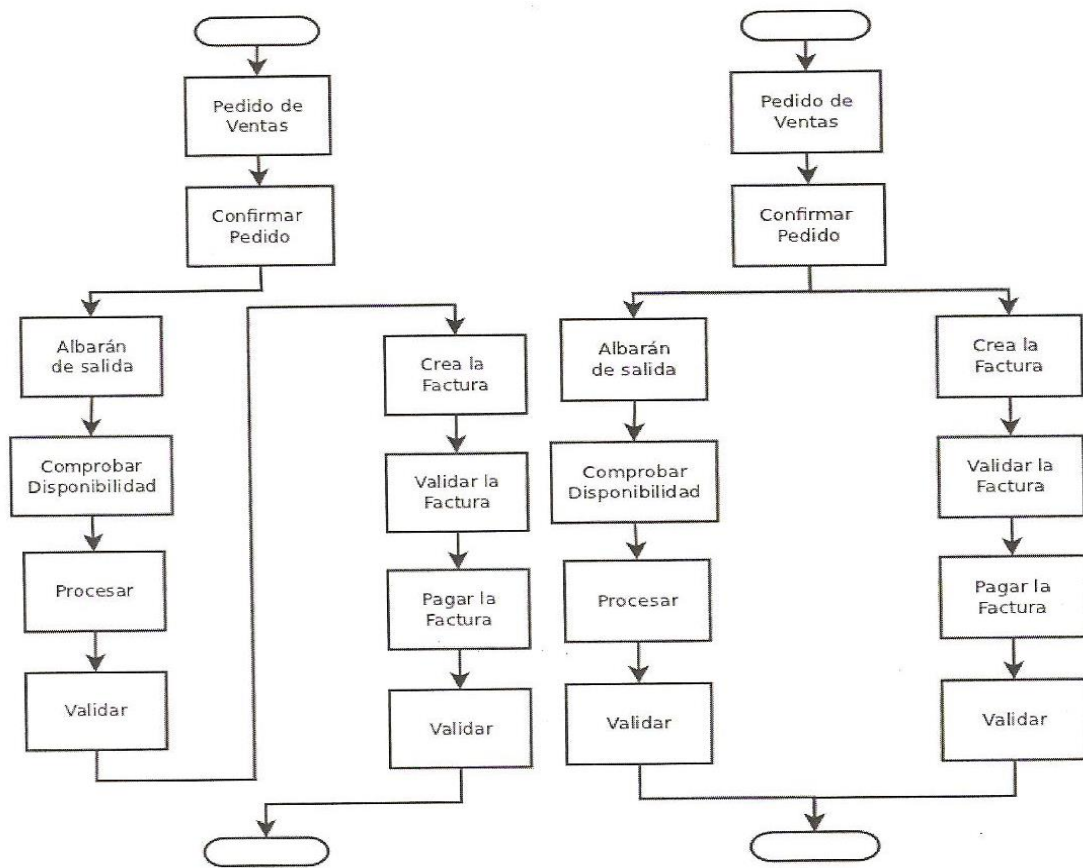 Pedido de
Ventas
Confirmar
Pedido
Albarán
de salida
Comprobar
Disponibilidad
Procesar
Validar
Crea la
Factura
Validar la
Factura
Pagar la
Factura
Validar
Pedido de
Ventas
Confirmar
Pedido
Albarán
de salida
Comprobar
Disponibilidad
Procesar
Validar
Crea la
Factura
Validar la
Factura
Pagar la
Factura
Validar